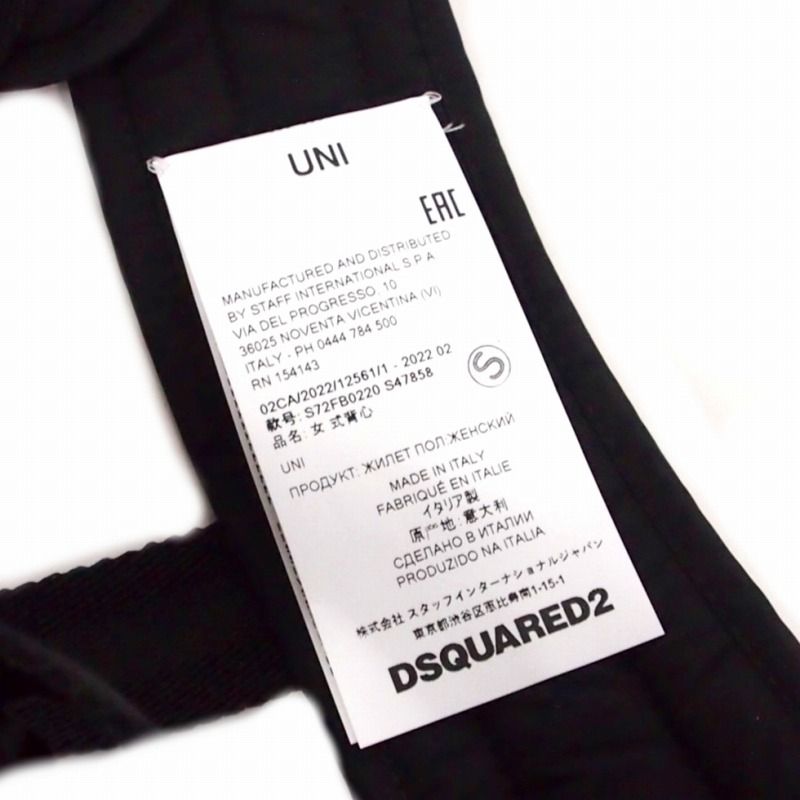 UNI
EAC
MANUFACTURED AND DISTRIBUTED
BY STAFF INTERNATIONAL S.P.A
VIA DEL PROGRESSO, 10
36025 NOVENTA VICENTINA (VI)
ITALY - PH 0444 784 500
RN 154143
02CA/2022/12561/1 - 2022 02
款号: S72FB0220 S47858
品名: 女式背心
S
UNI
ПРОДУКТ: ЖИЛЕТ ПОЛ: ЖЕНСКИЙ
MADE IN ITALY
FABRIQUÉ EN ITALIE
イタリア製
原产地: 意大利
СДЕЛАНО В ИТАЛИИ
PRODUZIDO NA ITALIA
株式会社 スタッフインターナショナルジャパン
東京都渋谷区恵比寿南1-15-1
DSQUARED2